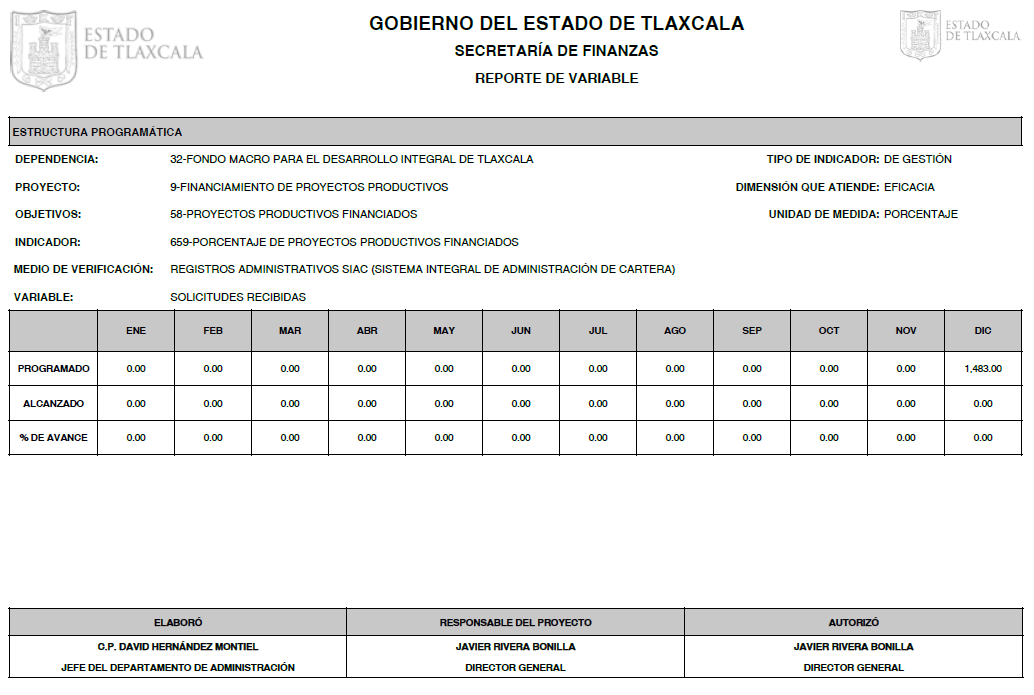 ESTADO
DE TLAXCALA
GOBIERNO DEL ESTADO DE TLAXCALA
SECRETARÍA DE FINANZAS
REPORTE DE VARIABLE
ESTADO
DE TLAXCALA
ESTRUCTURA PROGRAMÁTICA
DEPENDENCIA: 32-FONDO MACRO PARA EL DESARROLLO INTEGRAL DE TLAXCALA TIPO DE INDICADOR: DE GESTIÓN
PROYECTO: 9-FINANCIAMIENTO DE PROYECTOS PRODUCTIVOS DIMENSIÓN QUE ATIENDE: EFICACIA
OBJETIVOS: 58-PROYECTOS PRODUCTIVOS FINANCIADOS UNIDAD DE MEDIDA: PORCENTAJE
INDICADOR: 659-PORCENTAJE DE PROYECTOS PRODUCTIVOS FINANCIADOS
MEDIO DE VERIFICACIÓN: REGISTROS ADMINISTRATIVOS SIAC (SISTEMA INTEGRAL DE ADMINISTRACIÓN DE CARTERA)
VARIABLE: SOLICITUDES RECIBIDAS
ENE FEB MAR ABR MAY JUN JUL AGO SEP OCT NOV DIC
PROGRAMADO 0.00 0.00 0.00 0.00 0.00 0.00 0.00 0.00 0.00 0.00 0.00 1,483.00
ALCANZADO 0.00 0.00 0.00 0.00 0.00 0.00 0.00 0.00 0.00 0.00 0.00 0.00
% DE AVANCE 0.00 0.00 0.00 0.00 0.00 0.00 0.00 0.00 0.00 0.00 0.00 0.00
ELABORÓ RESPONSABLE DEL PROYECTO AUTORIZÓ
C.P. DAVID HERNÁNDEZ MONTIEL JAVIER RIVERA BONILLA JAVIER RIVERA BONILLA
JEFE DEL DEPARTAMENTO DE ADMINISTRACIÓN DIRECTOR GENERAL DIRECTOR GENERAL